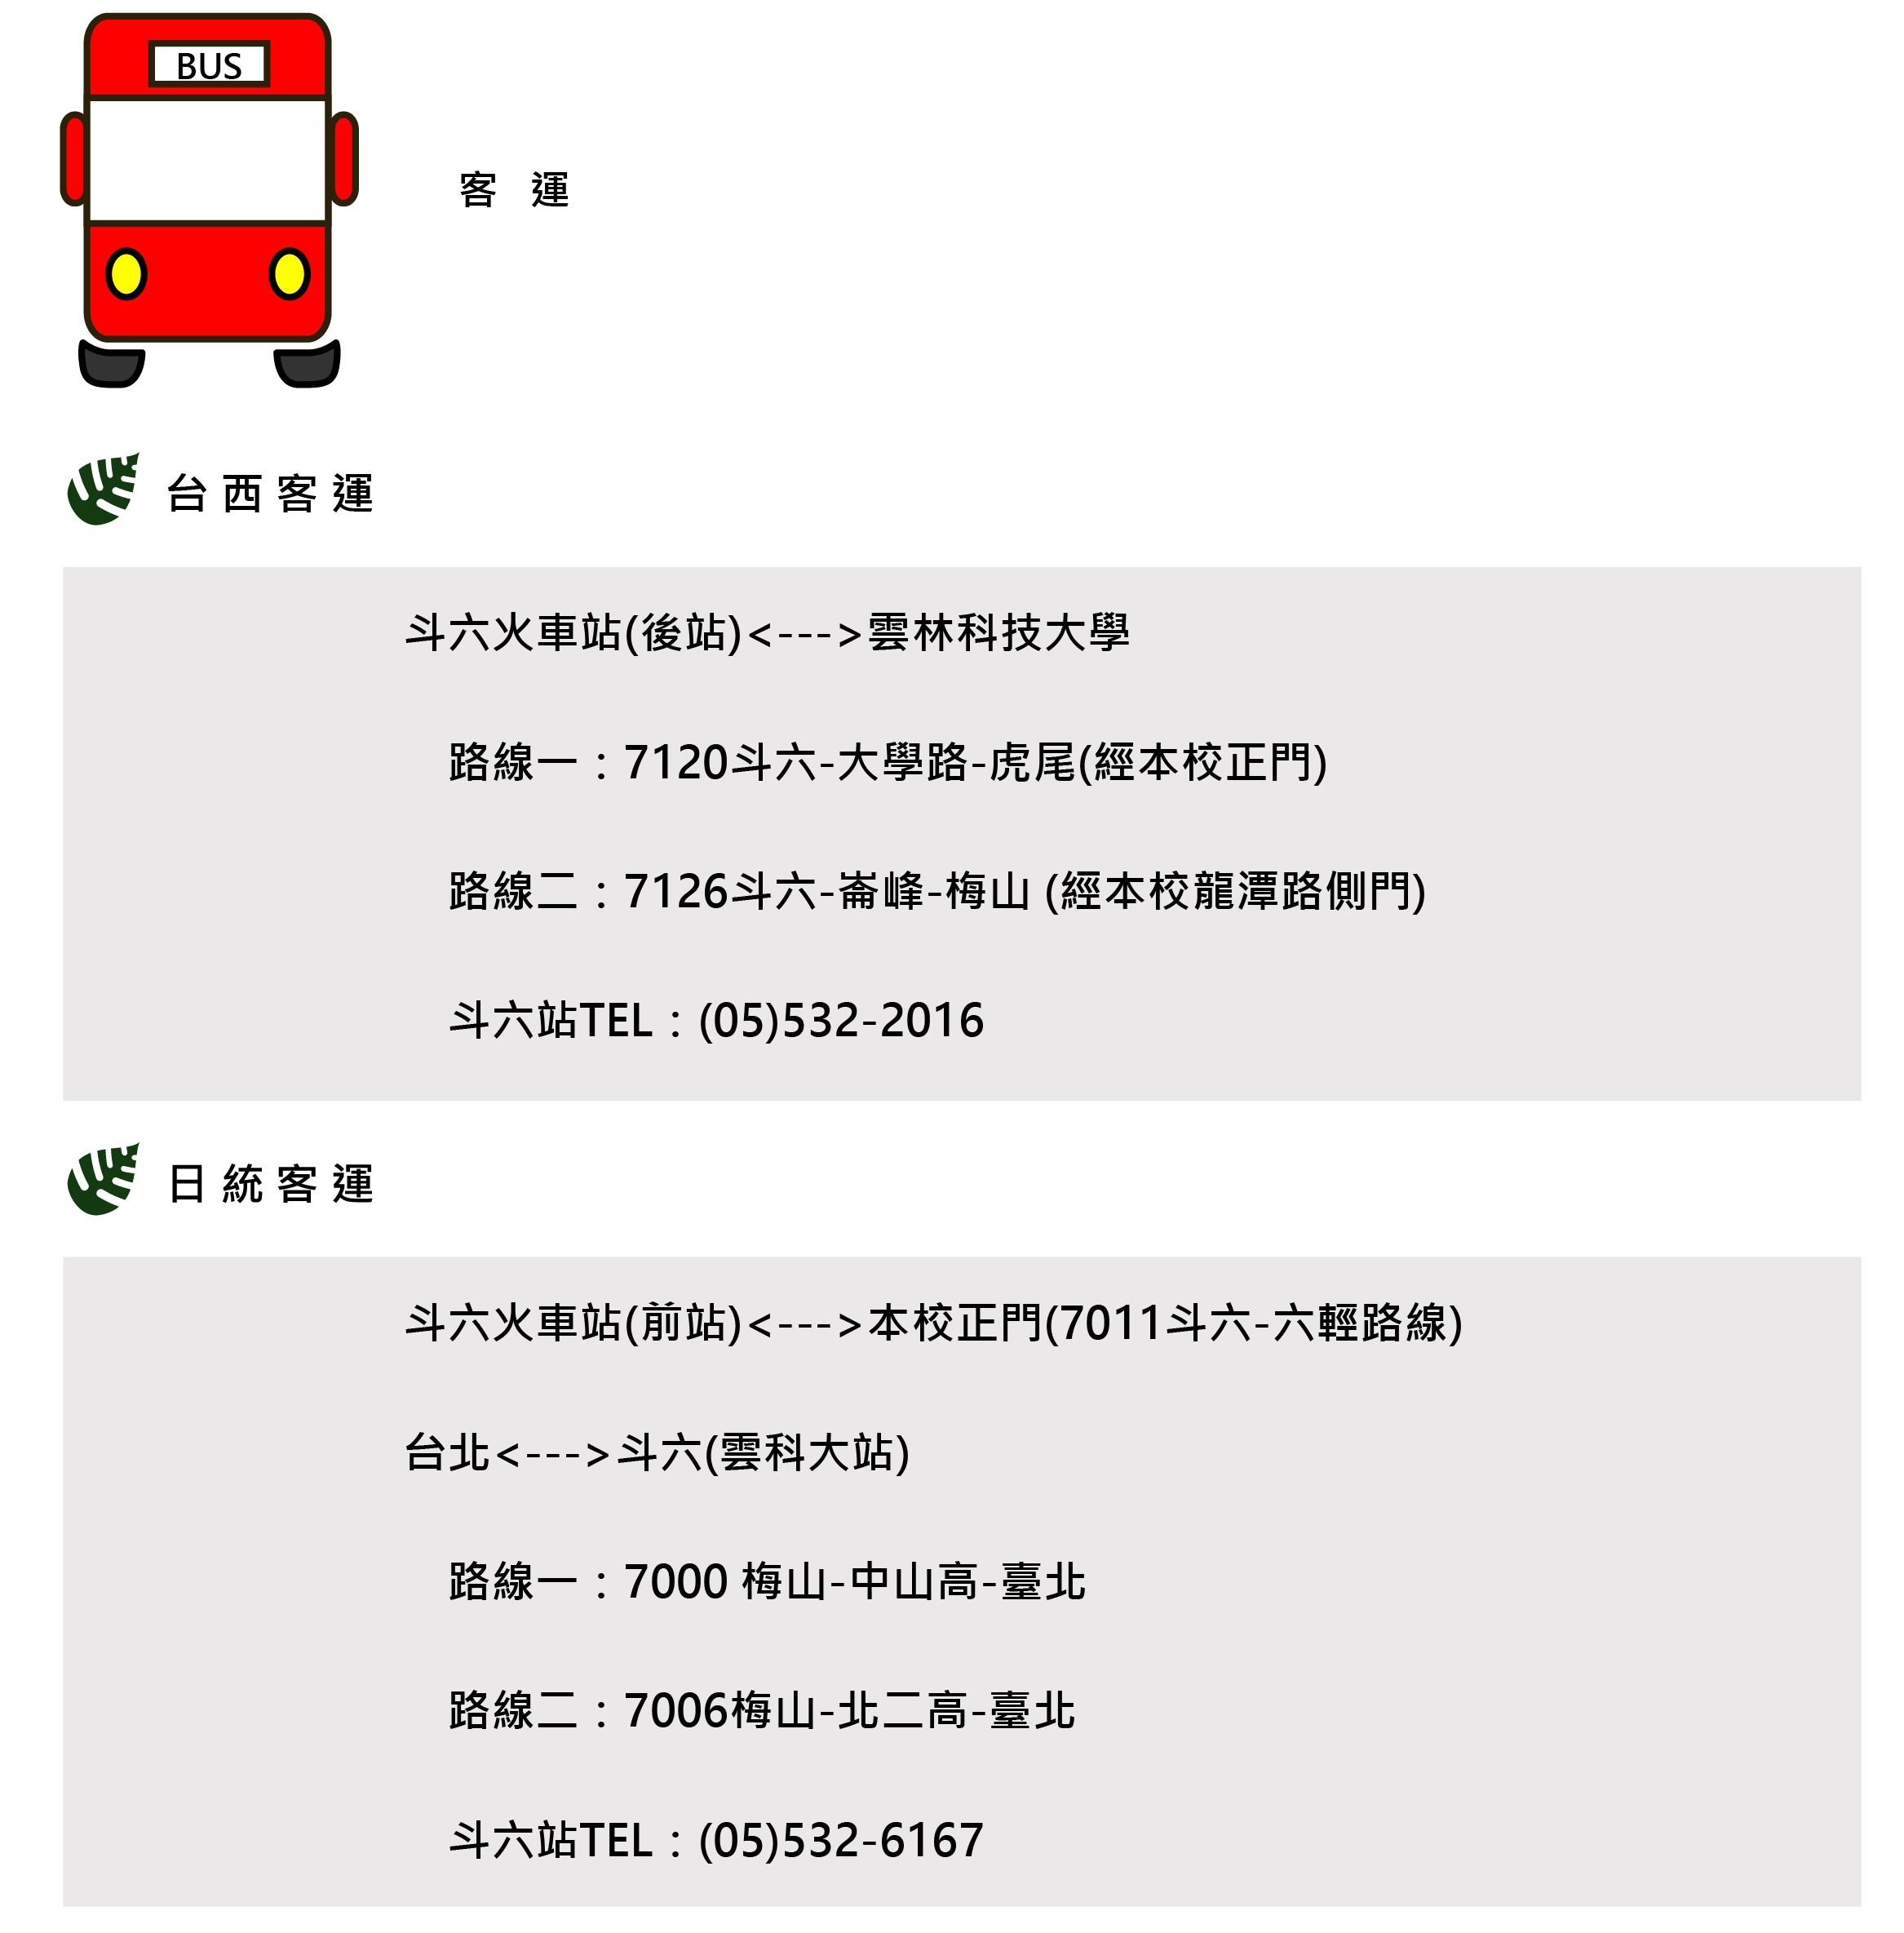 BUS
客 運
台西客運
斗六火車站(後站)<--->雲林科技大學
路線一：7120斗六-大學路-虎尾(經本校正門)
路線二：7126斗六-崙峰-梅山 (經本校龍潭路側門)
斗六站TEL：(05)532-2016
日統客運
斗六火車站(前站)<--->本校正門(7011斗六-六輕路線)
台北<--->斗六(雲科大站)
路線一：7000 梅山-中山高-臺北
路線二：7006梅山-北二高-臺北
斗六站TEL：(05)532-6167